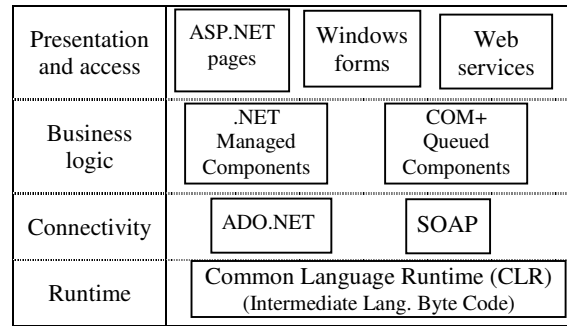 Presentation
and access
ASP.NET
pages
Windows
forms
Web
services
Business
logic
.NET
Managed
Components
COM+
Queued
Components
Connectivity
ADO.NET
SOAP
Runtime
Common Language Runtime (CLR)
(Intermediate Lang. Byte Code)